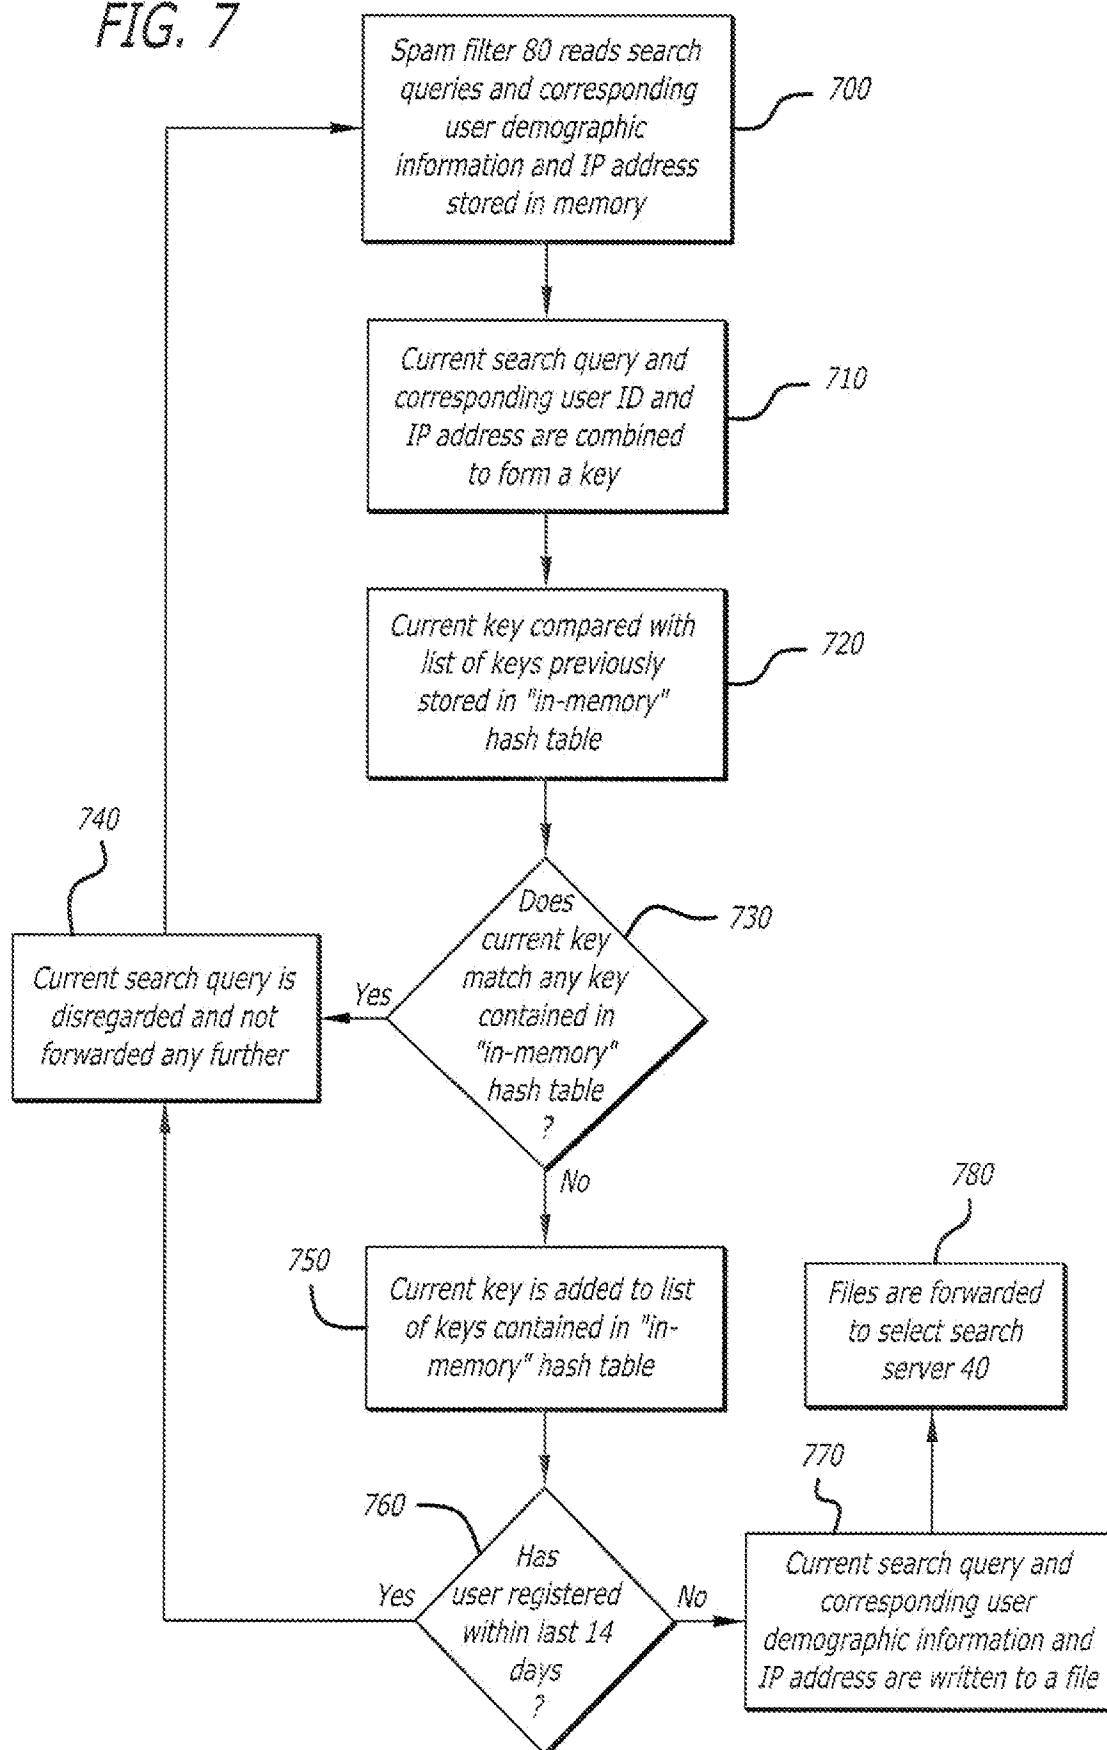 FIG. 7
Spam filter 80 reads search
queries and corresponding
user demographic
information and IP address
stored in memory
700
Current search query and
corresponding user ID and
IP address are combined
to form a key
710
Current key compared with
list of keys previously
stored in "in-memory"
hash table
720
740
Does
current key
match any key
contained in
"in-memory"
hash table
?
730
Yes
Current search query is
disregarded and not
forwarded any further
No
750
Current key is added to list
of keys contained in "in-
memory" hash table
780
Files are forwarded
to select search
server 40
760
Has
user registered
within last 14
days
?
Yes
No
770
Current search query and
corresponding user
demographic information and
IP address are written to a file